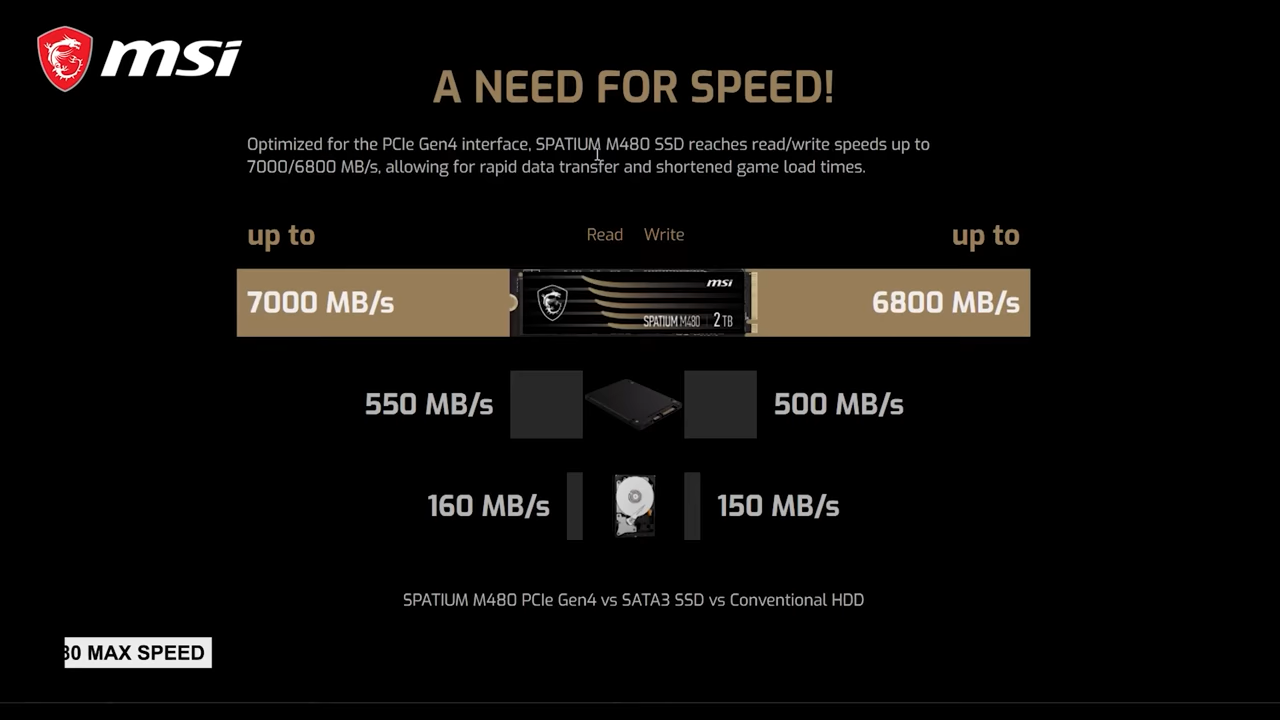 msi
A NEED FOR SPEED!
Optimized for the PCIe Gen4 interface, SPATIUM M480 SSD reaches read/write speeds up to
7000/6800 MB/s, allowing for rapid data transfer and shortened game load times.
up to Read Write up to
7000 MB/s msi SPATIUM M480 2 TB 6800 MB/s
550 MB/s 500 MB/s
160 MB/s 150 MB/s
SPATIUM M480 PCIe Gen4 vs SATA3 SSD vs Conventional HDD
80 MAX SPEED